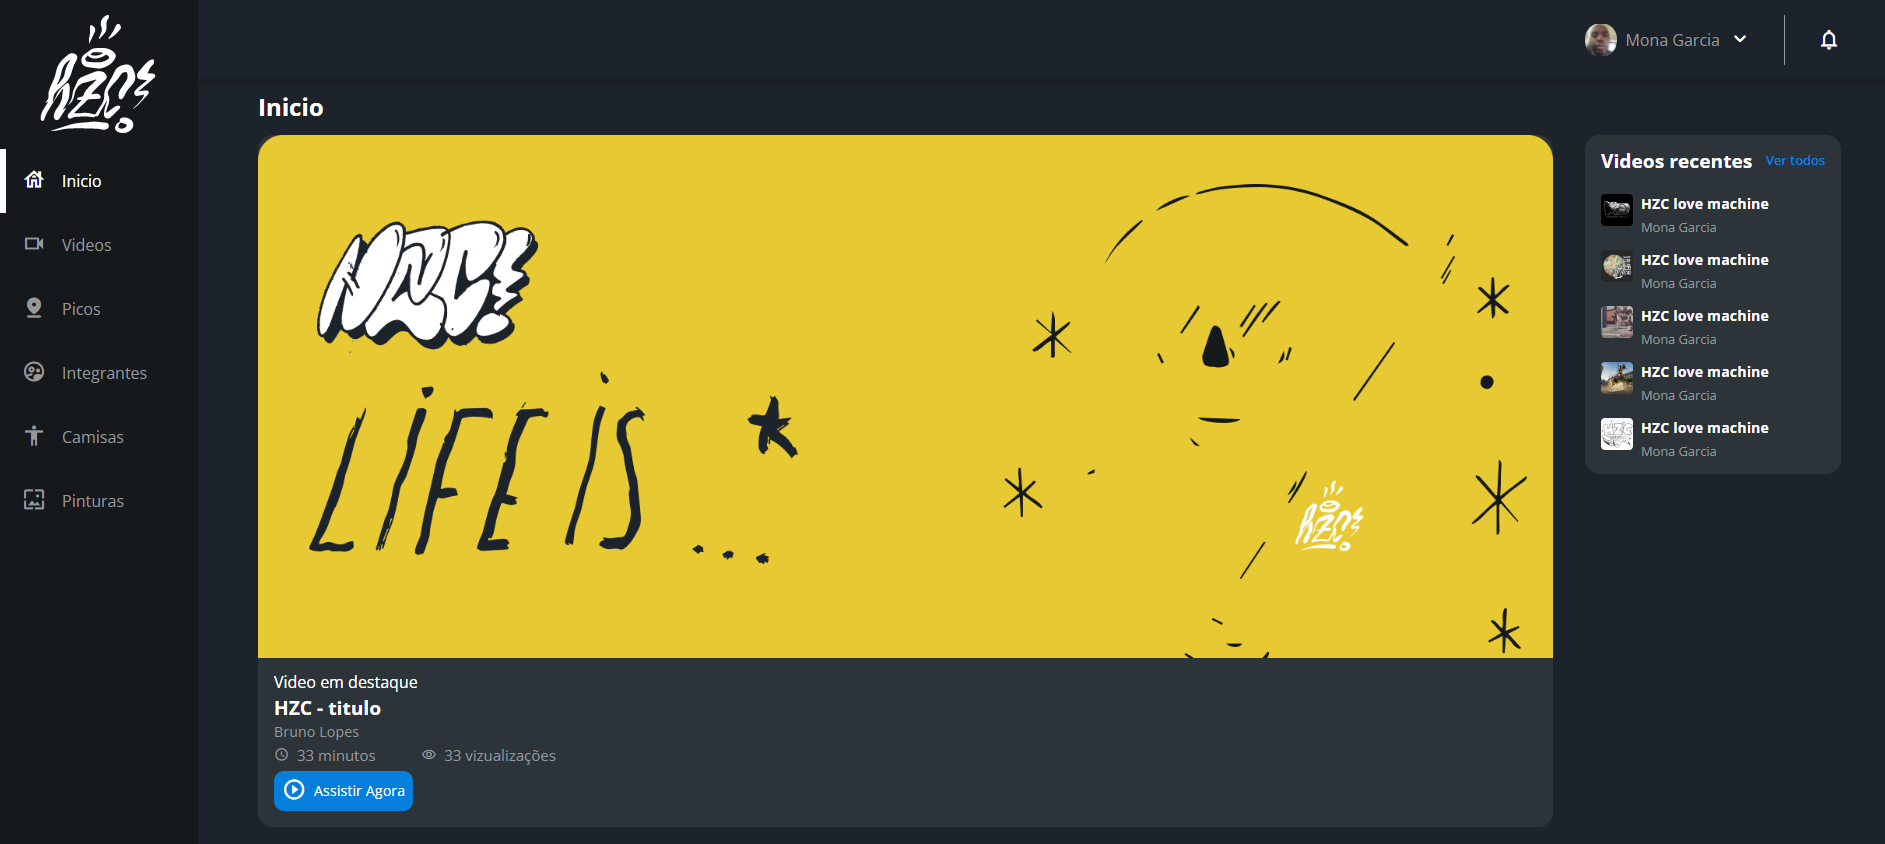 HZC!
Mona Garcia
Inicio
Inicio
Videos
Picos
Integrantes
Camisas
Pinturas
HZC!
LIFE IS ...
HZC!
Video em destaque
HZC - titulo
Bruno Lopes
33 minutos
33 vizualizações
Assistir Agora
Videos recentes
Ver todos
HZC love machine
Mona Garcia
HZC love machine
Mona Garcia
HZC love machine
Mona Garcia
HZC love machine
Mona Garcia
HZC love machine
Mona Garcia